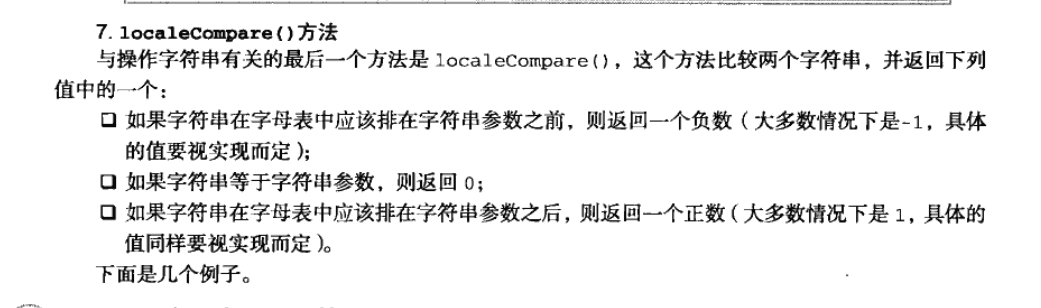 7. localeCompare()方法
与操作字符串有关的最后一个方法是 localeCompare()，这个方法比较两个字符串，并返回下列
值中的一个：
❑ 如果字符串在字母表中应该排在字符串参数之前，则返回一个负数（大多数情况下是-1，具体
的值要视实现而定）；
❑ 如果字符串等于字符串参数，则返回 0；
❑ 如果字符串在字母表中应该排在字符串参数之后，则返回一个正数（大多数情况下是 1，具体的
值同样要视实现而定）。
下面是几个例子。